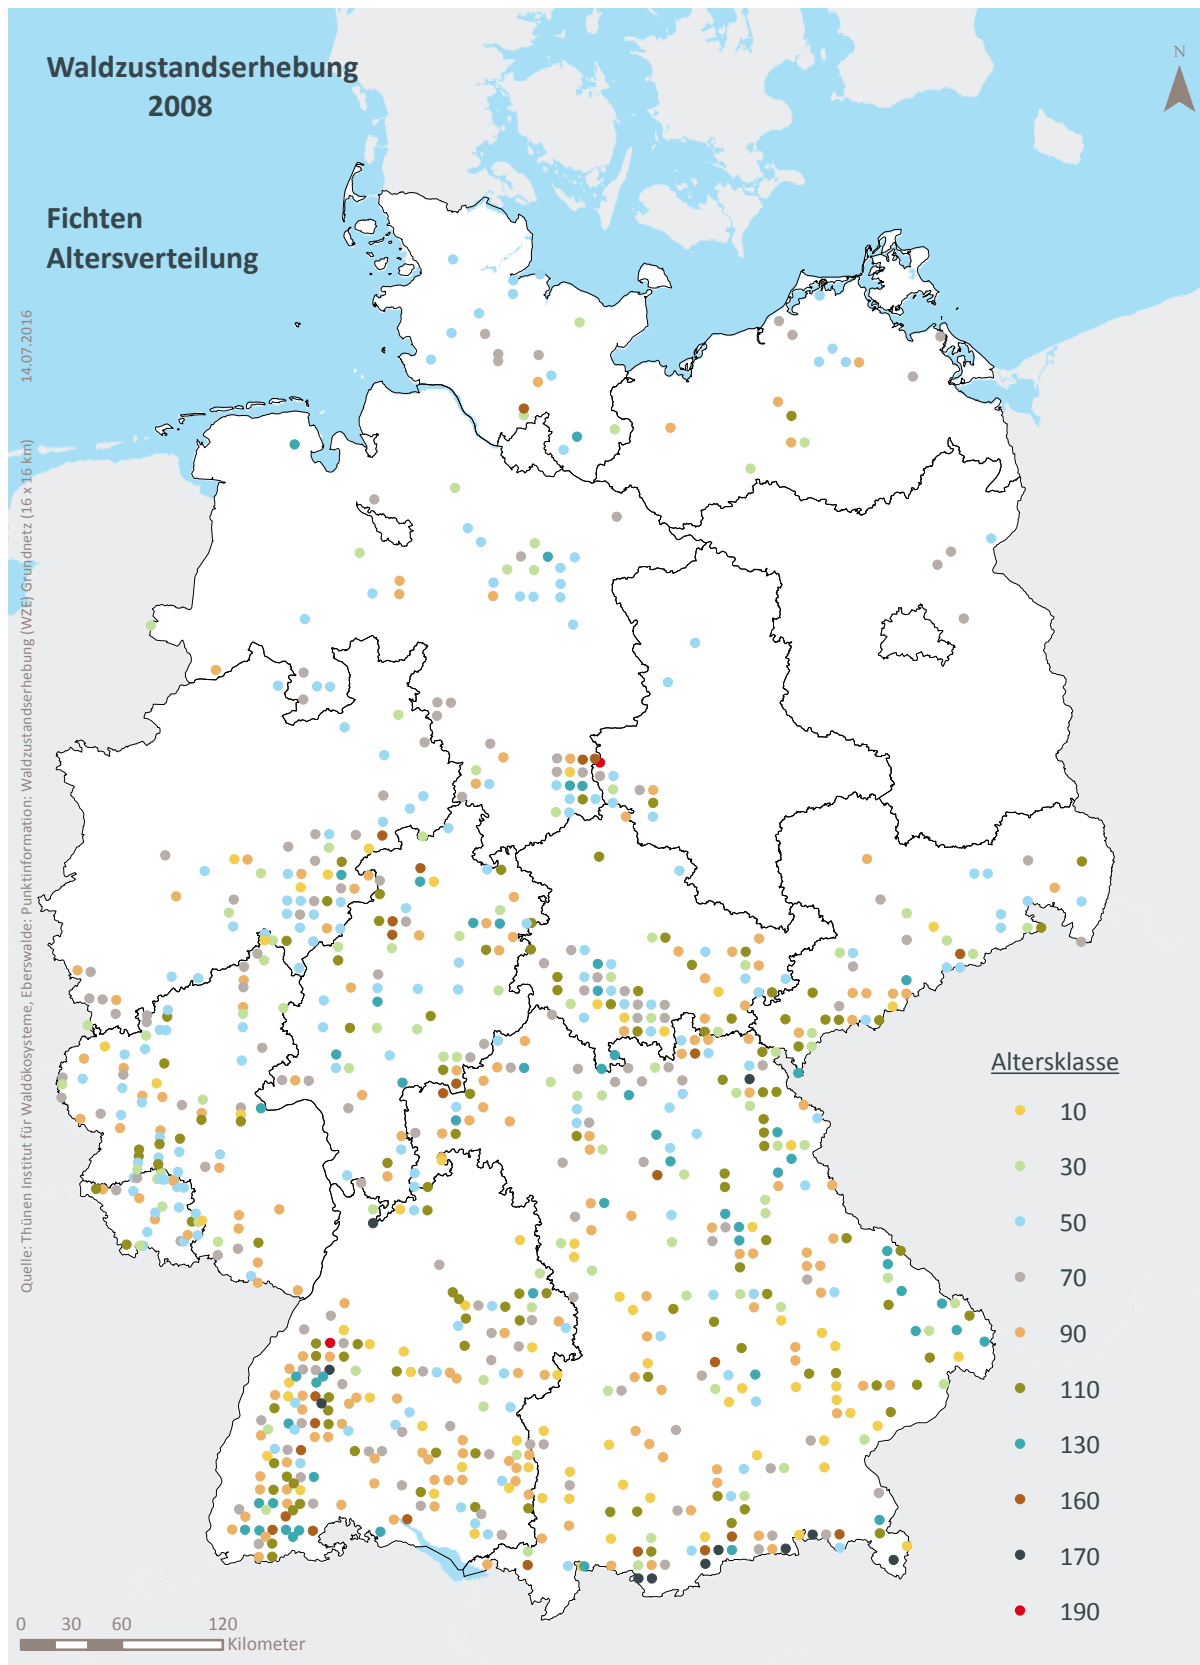 Waldzustandserhebung
2008
N
Fichten
Altersverteilung
Quelle: Thünen Institut für Waldökosysteme, Eberswalde: Punktinformation: Waldzustandserhebung (WZE) Grundnetz (16 x 16 km) 14.07.2016
Altersklasse
10
30
50
70
90
110
130
160
170
190
0 30 60 120
Kilometer